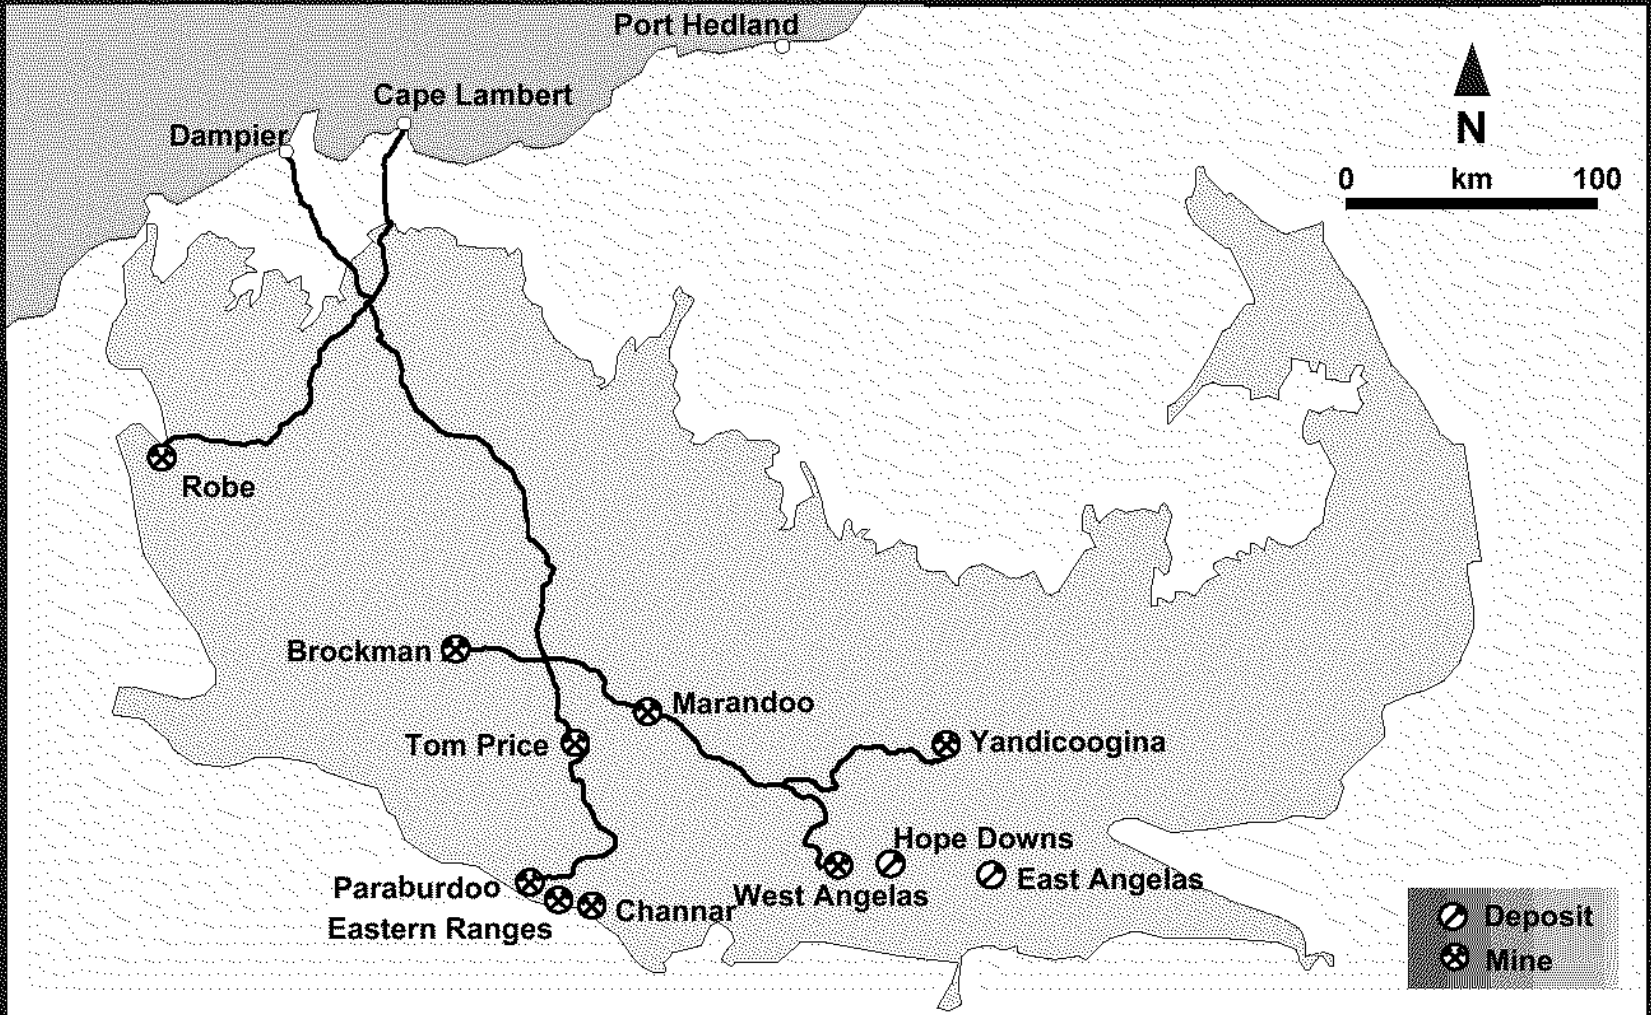 Port Hedland
Cape Lambert
Dampier
N
0 km 100
Robe
Brockman
Marandoo
Tom Price
Yandicoogina
Hope Downs
Paraburdoo
East Angelas
West Angelas
Channar
Eastern Ranges
Deposit
Mine